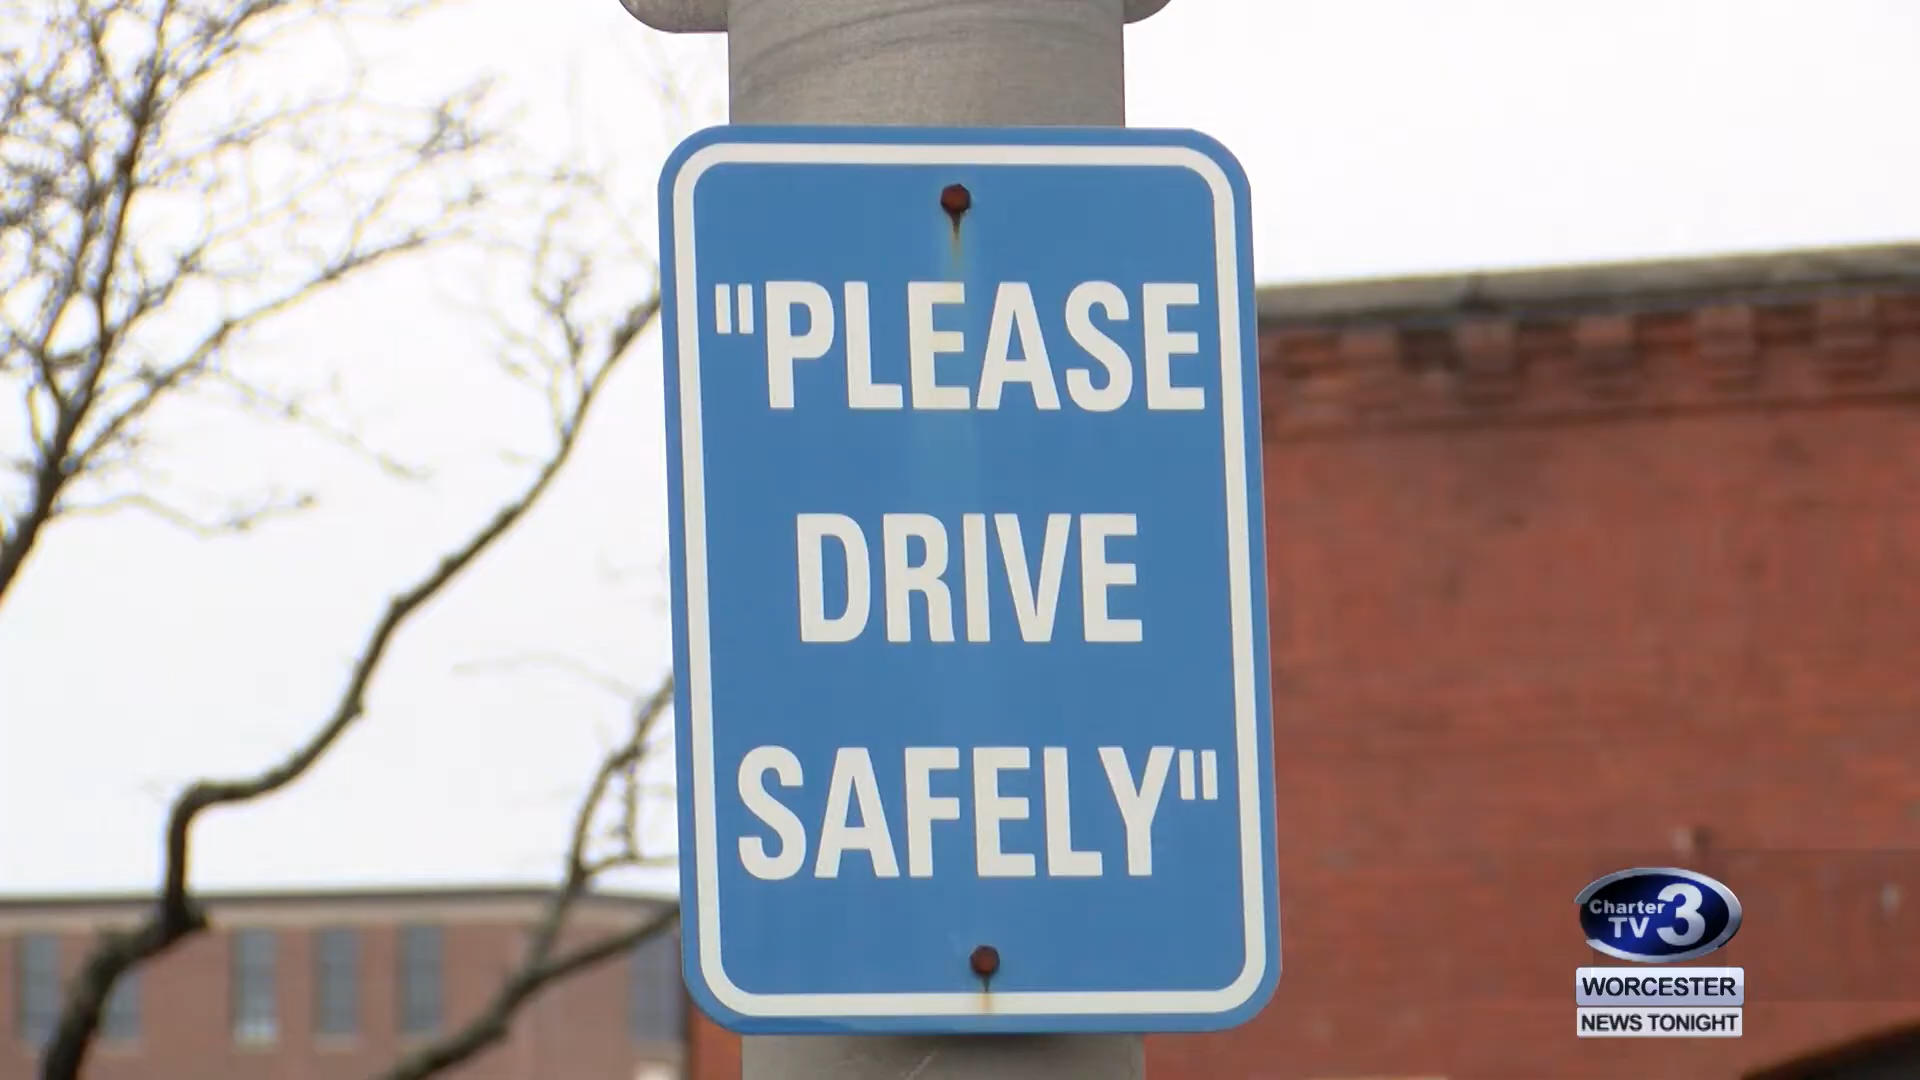 "PLEASE
DRIVE
SAFELY"
Charter
TV 3
WORCESTER
NEWS TONIGHT